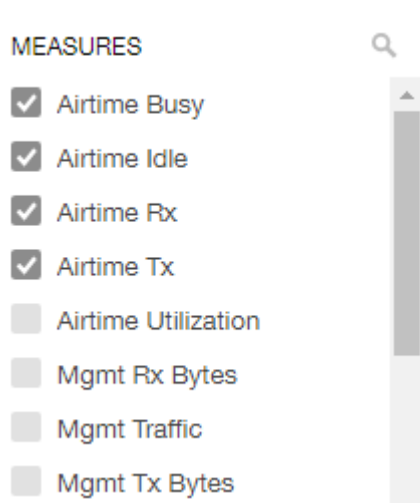 MEASURES
Airtime Busy
Airtime Idle
Airtime Rx
Airtime Tx
Airtime Utilization
Mgmt Rx Bytes
Mgmt Traffic
Mgmt Tx Bytes